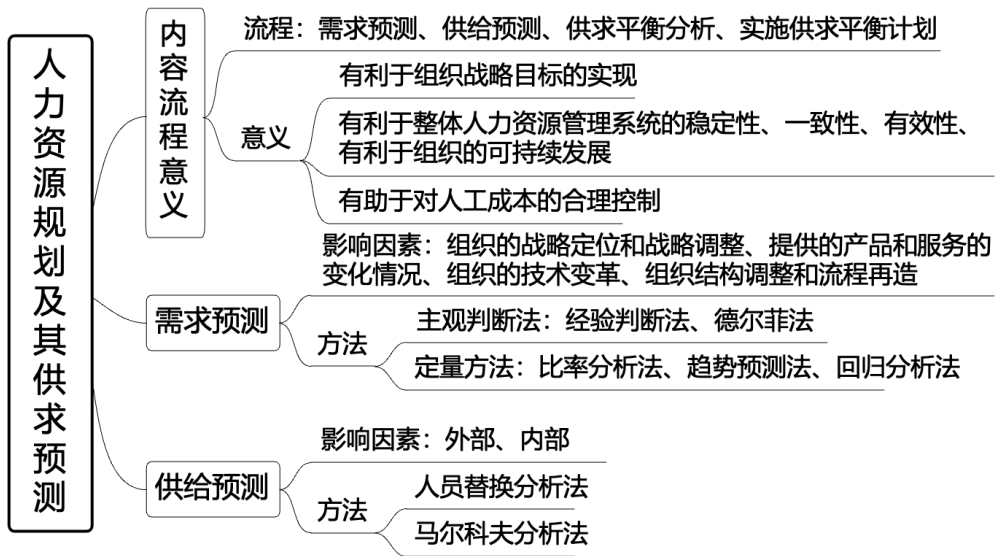 人力资源规划及其供求预测
内容流程意义
流程：需求预测、供给预测、供求平衡分析、实施供求平衡计划
意义
有利于组织战略目标的实现
有利于整体人力资源管理系统的稳定性、一致性、有效性、
有利于组织的可持续发展
有助于对人工成本的合理控制
需求预测
影响因素：组织的战略定位和战略调整、提供的产品和服务的
变化情况、组织的技术变革、组织结构调整和流程再造
方法
主观判断法：经验判断法、德尔菲法
定量方法：比率分析法、趋势预测法、回归分析法
供给预测
影响因素：外部、内部
方法
人员替换分析法
马尔科夫分析法